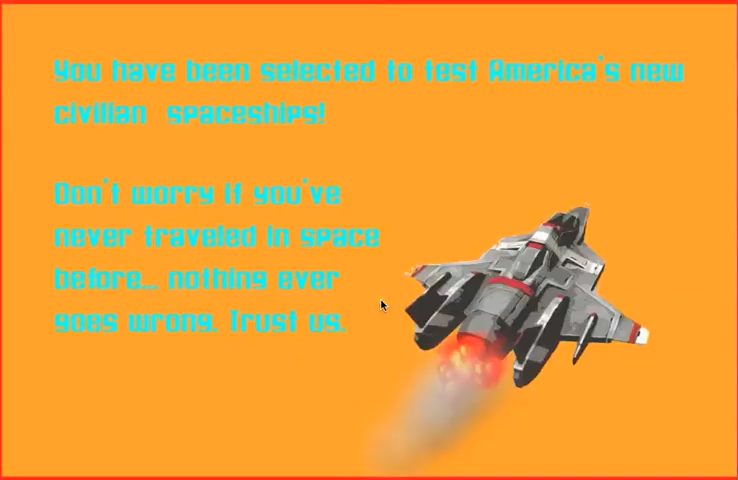 You have been selected to test America's new
civilian spaceships!
Don't worry if you've
never traveled in space
before... nothing ever
goes wrong. Trust us.